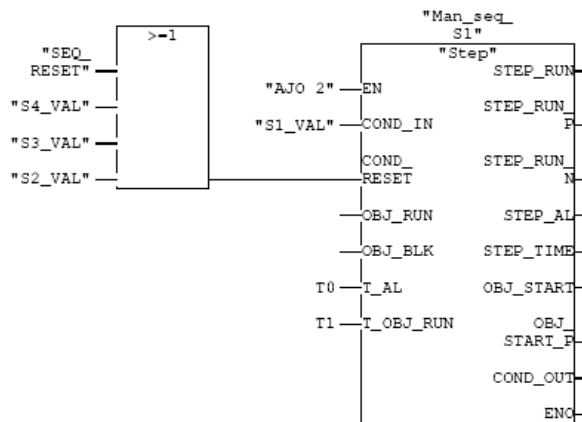 "Man_seq_
S1"
>=1
"Step"
"SEQ_
RESET"
"S4_VAL"
"S3_VAL"
"S2_VAL"
"AJO 2"
EN
"S1_VAL"
COND_IN
COND_
RESET
OBJ_RUN
OBJ_BLK
T0
T_AL
T1
T_OBJ_RUN
STEP_RUN
STEP_RUN_
P
STEP_RUN_
N
STEP_AL
STEP_TIME
OBJ_START
OBJ_
START_P
COND_OUT
ENO